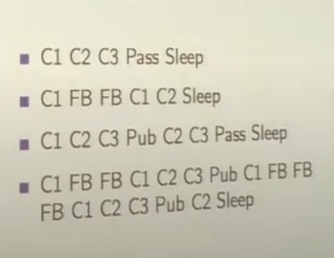 C1 C2 C3 Pass Sleep
C1 FB FB C1 C2 Sleep
C1 C2 C3 Pub C2 C3 Pass Sleep
C1 FB FB C1 C2 C3 Pub C1 FB FB
FB C1 C2 C3 Pub C2 Sleep